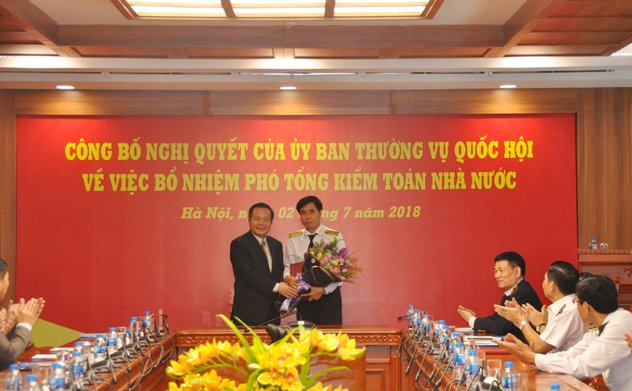 CÔNG BỐ NGHỊ QUYẾT CỦA ỦY BAN THƯỜNG VỤ QUỐC HỘI
VỀ VIỆC BỔ NHIỆM PHÓ TỔNG KIỂM TOÁN NHÀ NƯỚC
Hà Nội, 02 7 năm 2018